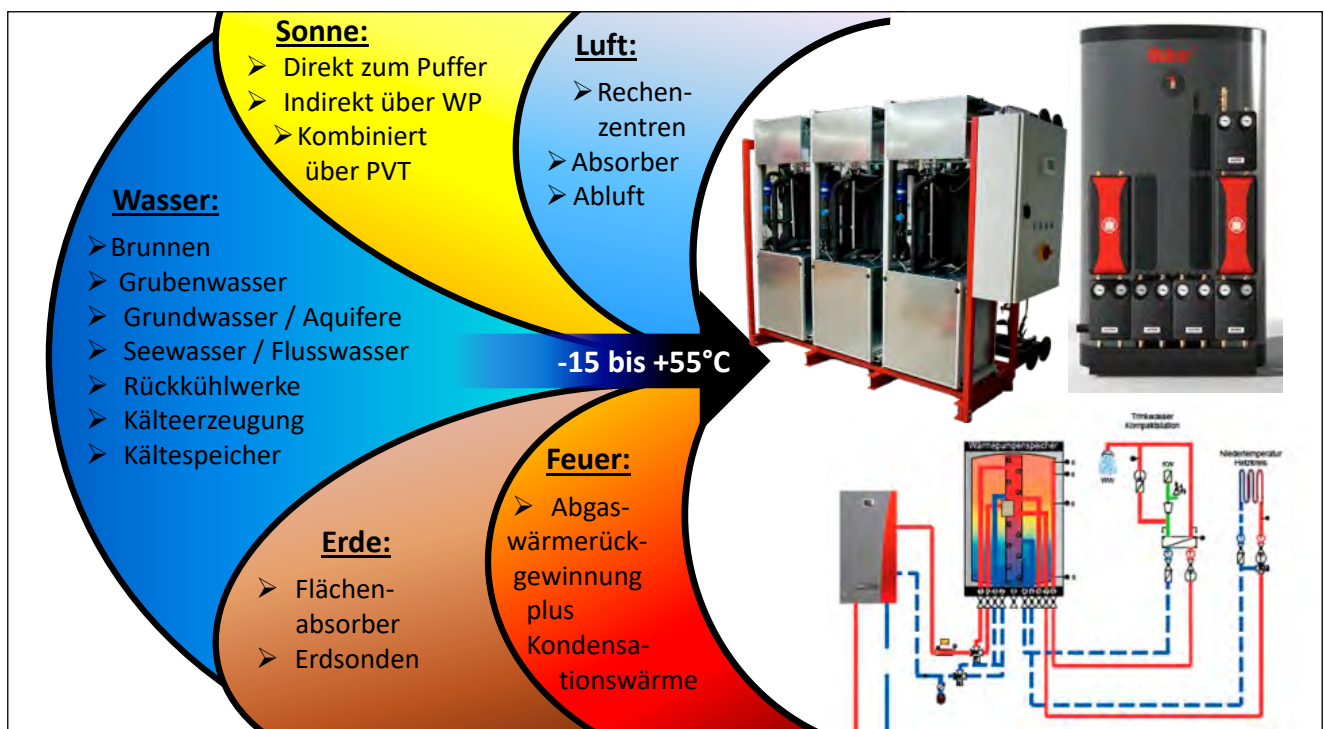 Sonne:
➢ Direkt zum Puffer
➢ Indirekt über WP
➢ Kombiniert
über PVT
Luft:
➢ Rechen-
zentren
➢ Absorber
➢ Abluft
Wasser:
➢ Brunnen
➢ Grubenwasser
➢ Grundwasser / Aquifere
➢ Seewasser / Flusswasser
➢ Rückkühlwerke
➢ Kälteerzeugung
➢ Kältespeicher
-15 bis +55°C
Erde:
➢ Flächen-
absorber
➢ Erdsonden
Feuer:
➢ Abgas-
wärmerück-
gewinnung
plus
Kondensa-
tionswärme
Trinkwasser
Kompaktstation
Wärmepumpenspeicher
Niedertemperatur
Heizkreis
WW
KW